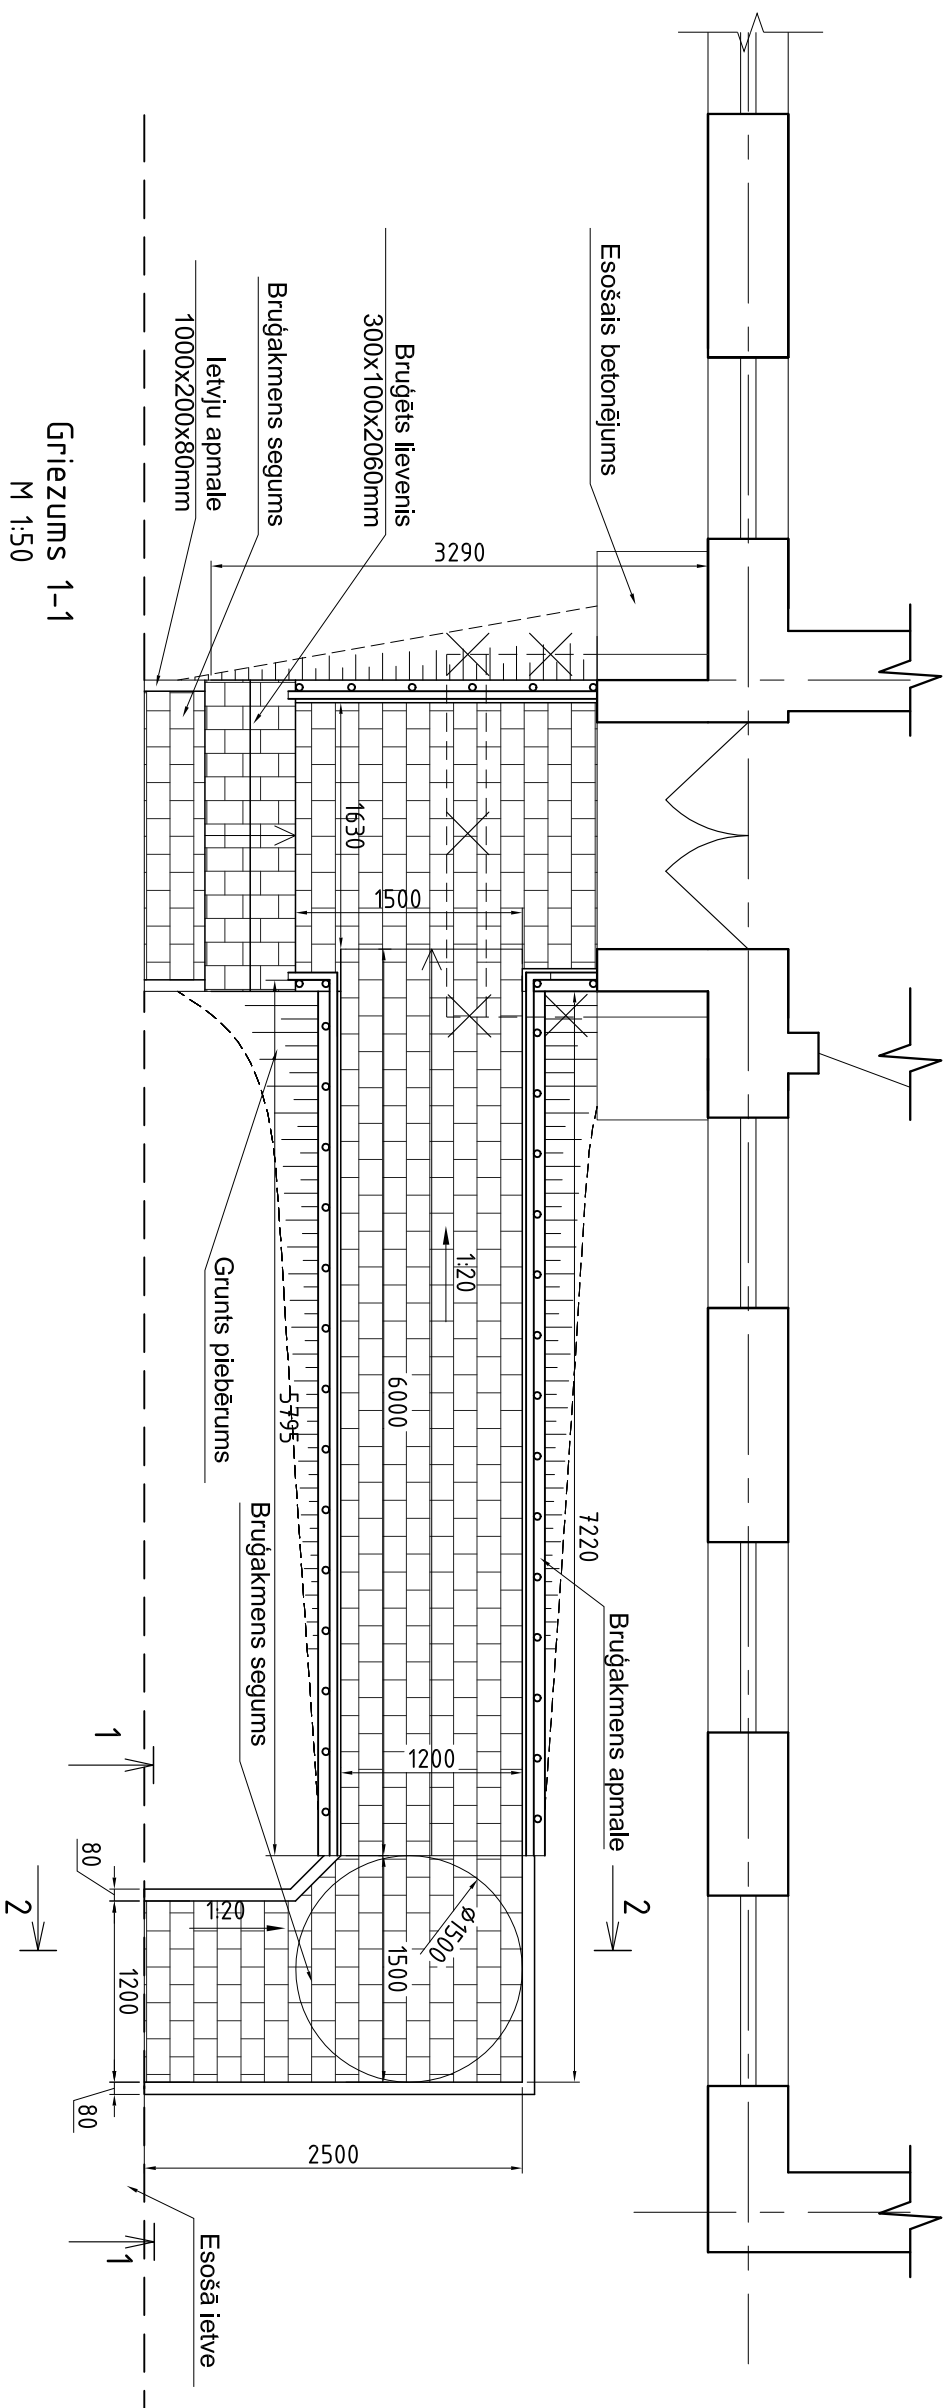 Esošais betonējums
Bruģēts lievenis
300x100x2060mm
Bruģakmens segums
Ietvju apmale
1000x200x80mm
Griezums 1-1
M 1:50
3290
1630
1500
1:20
6000
7220
5795
Grunts piebērums
Bruģakmens segums
Bruģakmens apmale
1200
1
2
80
2
1:20
ø1500
1500
1200
80
2500
Esošā ietve
1